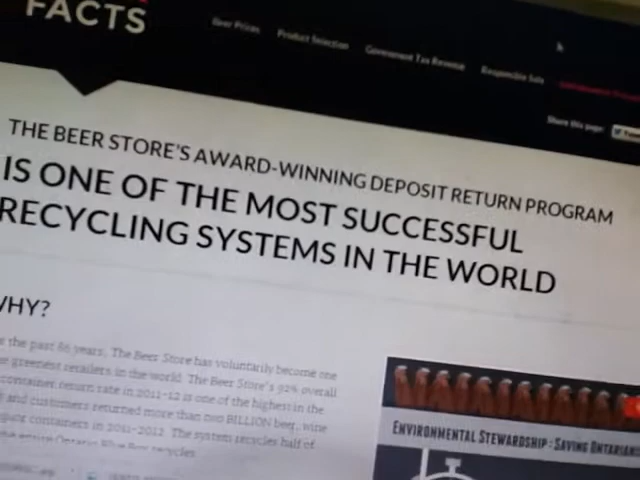 FACTS
Beer Prices Product Selection Government Tax Revenue Responsible Sale
Share this page:
THE BEER STORE'S AWARD-WINNING DEPOSIT RETURN PROGRAM
IS ONE OF THE MOST SUCCESSFUL
RECYCLING SYSTEMS IN THE WORLD
WHY?
the past 86 years, The Beer Store has voluntarily become one
greenest retailers in the world. The Beer Store's 92% overall
container return rate in 2011-12 is one of the highest in the
and customers returned more than two BILLION beer, wine
containers in 2011-2012. The system recycles half of
recycles
ENVIRONMENTAL STEWARDSHIP: SAVING ONTARIANS